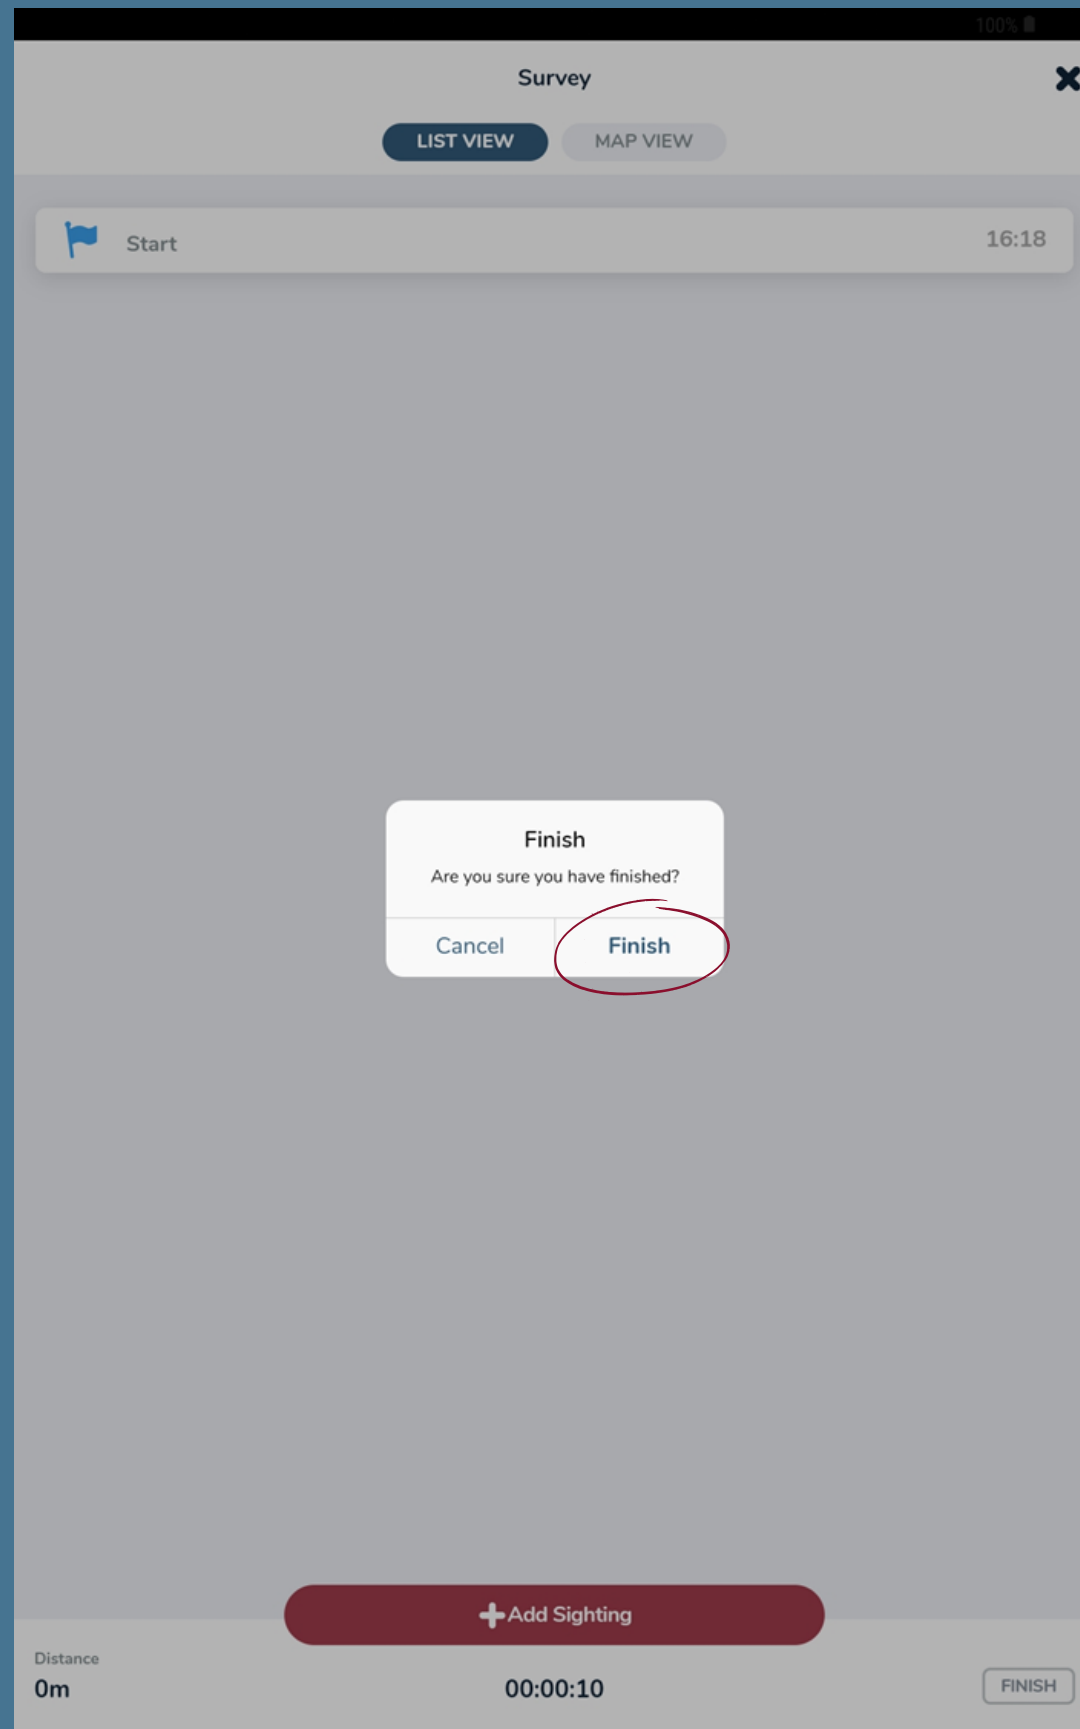 100%
Survey
LIST VIEW
MAP VIEW
Start
16:18
Finish
Are you sure you have finished?
Cancel
Finish
Add Sighting
Distance
0m
00:00:10
FINISH